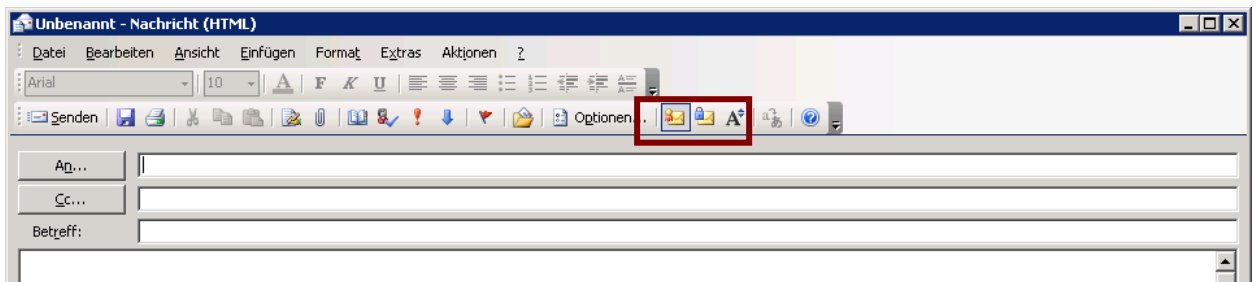 Unbenannt - Nachricht (HTML)
Datei Bearbeiten Ansicht Einfügen Format Extras Aktionen ?
Arial 10 A F K U
Senden Optionen... A
An...
Cc...
Betreff: